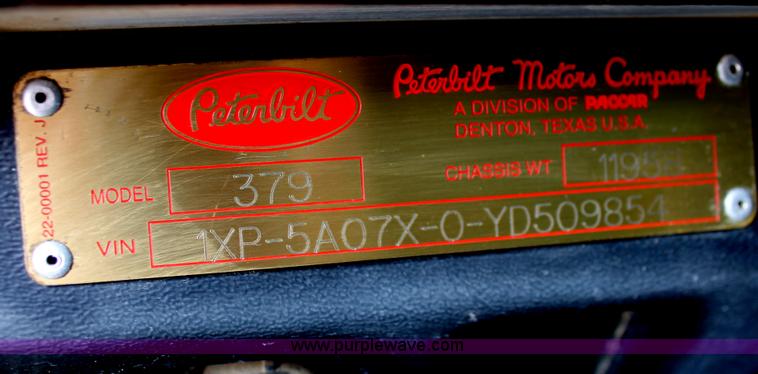 Peterbilt
Peterbilt Motors Company
A DIVISION OF PACCAR
DENTON, TEXAS U.S.A.
22-00001 REV. J
MODEL 379
CHASSIS WT
VIN 1XP-5A07X-0-YD509854
www.purplewave.com